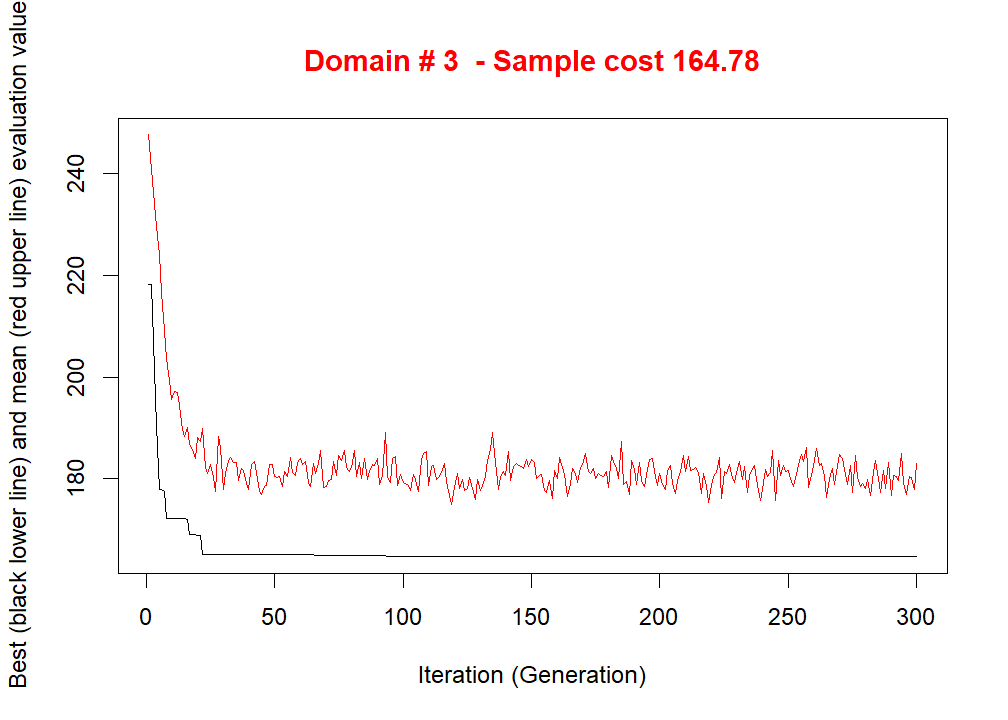 Domain # 3  - Sample cost 164.78
Best (black lower line) and mean (red upper line) evaluation value
240
220
200
180
0 50 100 150 200 250 300
Iteration (Generation)